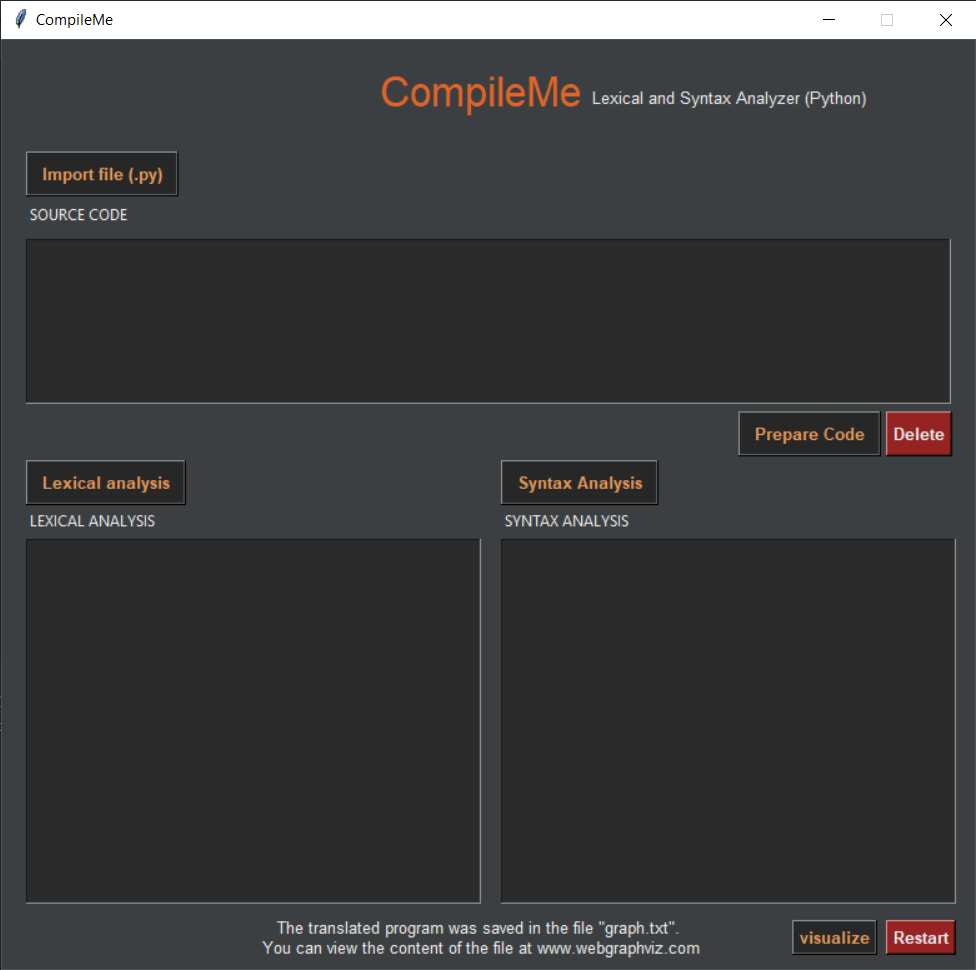 CompileMe
CompileMe Lexical and Syntax Analyzer (Python)
Import file (.py)
SOURCE CODE
Prepare Code Delete
Lexical analysis Syntax Analysis
LEXICAL ANALYSIS SYNTAX ANALYSIS
The translated program was saved in the file "graph.txt".
You can view the content of the file at www.webgraphviz.com
visualize Restart